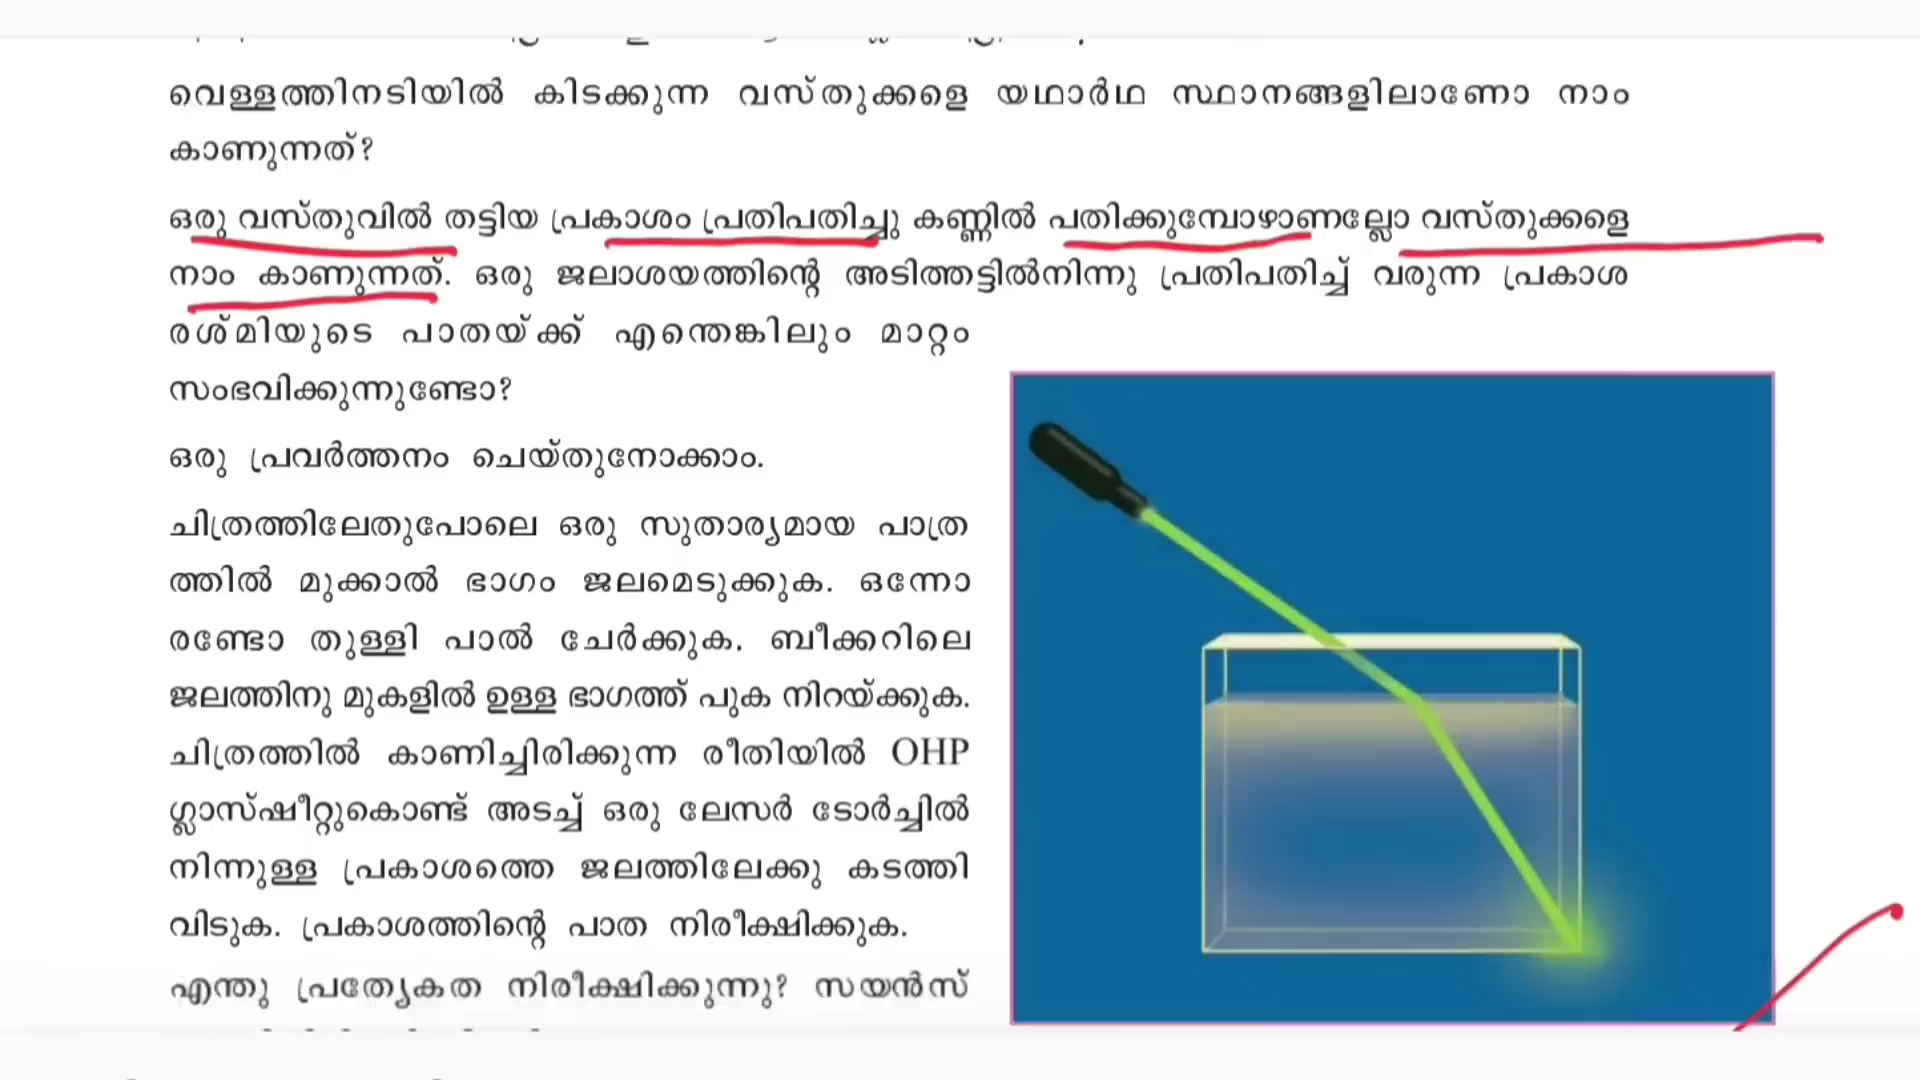 വെള്ളത്തിനടിയിൽ കിടക്കുന്ന വസ്തുക്കളെ യഥാർഥ സ്ഥാനങ്ങളിലാണോ നാം
കാണുന്നത്?
ഒരു വസ്തുവിൽ തട്ടിയ പ്രകാശം പ്രതിപതിച്ചു കണ്ണിൽ പതിക്കുമ്പോഴാണല്ലോ വസ്തുക്കളെ
നാം കാണുന്നത്. ഒരു ജലാശയത്തിന്റെ അടിത്തട്ടിൽനിന്നു പ്രതിപതിച്ച് വരുന്ന പ്രകാശ
രശ്മിയുടെ പാതയ്ക്ക് എന്തെങ്കിലും മാറ്റം
സംഭവിക്കുന്നുണ്ടോ?
ഒരു പ്രവർത്തനം ചെയ്തുനോക്കാം.
ചിത്രത്തിലേതുപോലെ ഒരു സുതാര്യമായ പാത്ര
ത്തിൽ മുക്കാൽ ഭാഗം ജലമെടുക്കുക. ഒന്നോ
രണ്ടോ തുള്ളി പാൽ ചേർക്കുക. ബീക്കറിലെ
ജലത്തിനു മുകളിൽ ഉള്ള ഭാഗത്ത് പുക നിറയ്ക്കുക.
ചിത്രത്തിൽ കാണിച്ചിരിക്കുന്ന രീതിയിൽ OHP
ഗ്ലാസ്ഷീറ്റുകൊണ്ട് അടച്ച് ഒരു ലേസർ ടോർച്ചിൽ
നിന്നുള്ള പ്രകാശത്തെ ജലത്തിലേക്കു കടത്തി
വിടുക. പ്രകാശത്തിന്റെ പാത നിരീക്ഷിക്കുക.
എന്തു പ്രത്യേകത നിരീക്ഷിക്കുന്നു? സയൻസ്